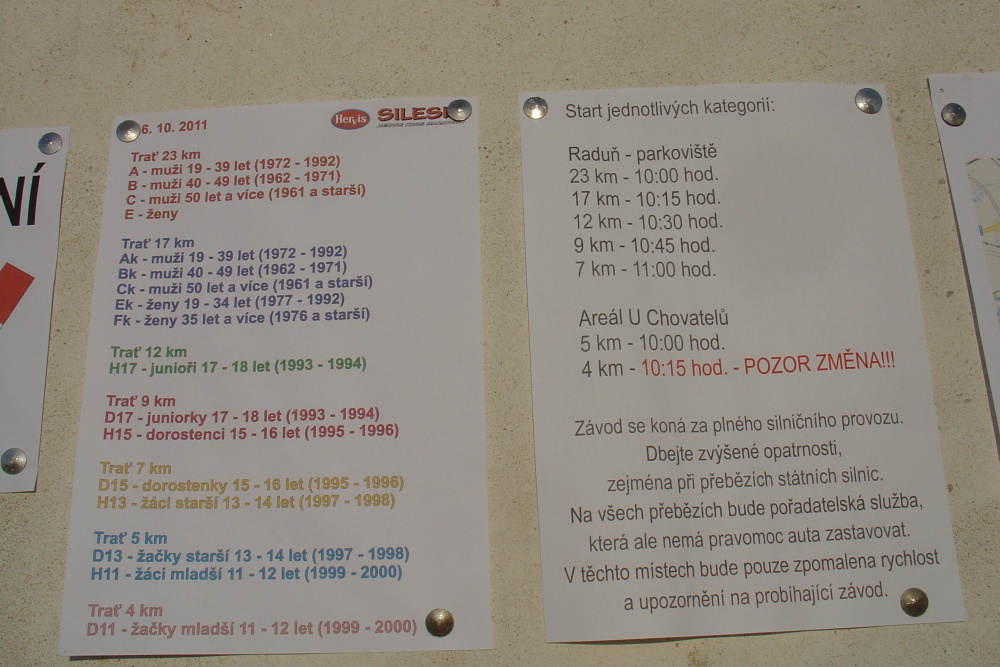 NÍ
6. 10. 2011
Hervis
Trať 23 km
A - muži 19 - 39 let (1972 - 1992)
B - muži 40 - 49 let (1962 - 1971)
C - muži 50 let a více (1961 a starší)
E - ženy
Trať 17 km
Ak - muži 19 - 39 let (1972 - 1992)
Bk - muži 40 - 49 let (1962 - 1971)
Ck - muži 50 let a více (1961 a starší)
Ek - ženy 19 - 34 let (1977 - 1992)
Fk - ženy 35 let a více (1976 a starší)
Trať 12 km
H17 - junioři 17 - 18 let (1993 - 1994)
Trať 9 km
D17 - juniorky 17 - 18 let (1993 - 1994)
H15 - dorostenci 15 - 16 let (1995 - 1996)
Trať 7 km
D15 - dorostenky 15 - 16 let (1995 - 1996)
H13 - žáci starší 13 - 14 let (1997 - 1998)
Trať 5 km
D13 - žačky starší 13 - 14 let (1997 - 1998)
H11 - žáci mladší 11 - 12 let (1999 - 2000)
Trať 4 km
D11 - žačky mladší 11 - 12 let (1999 - 2000)
Start jednotlivých kategorií:
Raduň - parkoviště
23 km - 10:00 hod.
17 km - 10:15 hod.
12 km - 10:30 hod.
9 km - 10:45 hod.
7 km - 11:00 hod.
Areál U Chovatelů
5 km - 10:00 hod.
4 km - 10:15 hod. - POZOR ZMĚNA!!!
Závod se koná za plného silničního provozu.
Dbejte zvýšené opatrnosti,
zejména při přebězích státních silnic.
Na všech přebězích bude pořadatelská služba,
která ale nemá pravomoc auta zastavovat.
V těchto místech bude pouze zpomalena rychlost
a upozornění na probíhající závod.